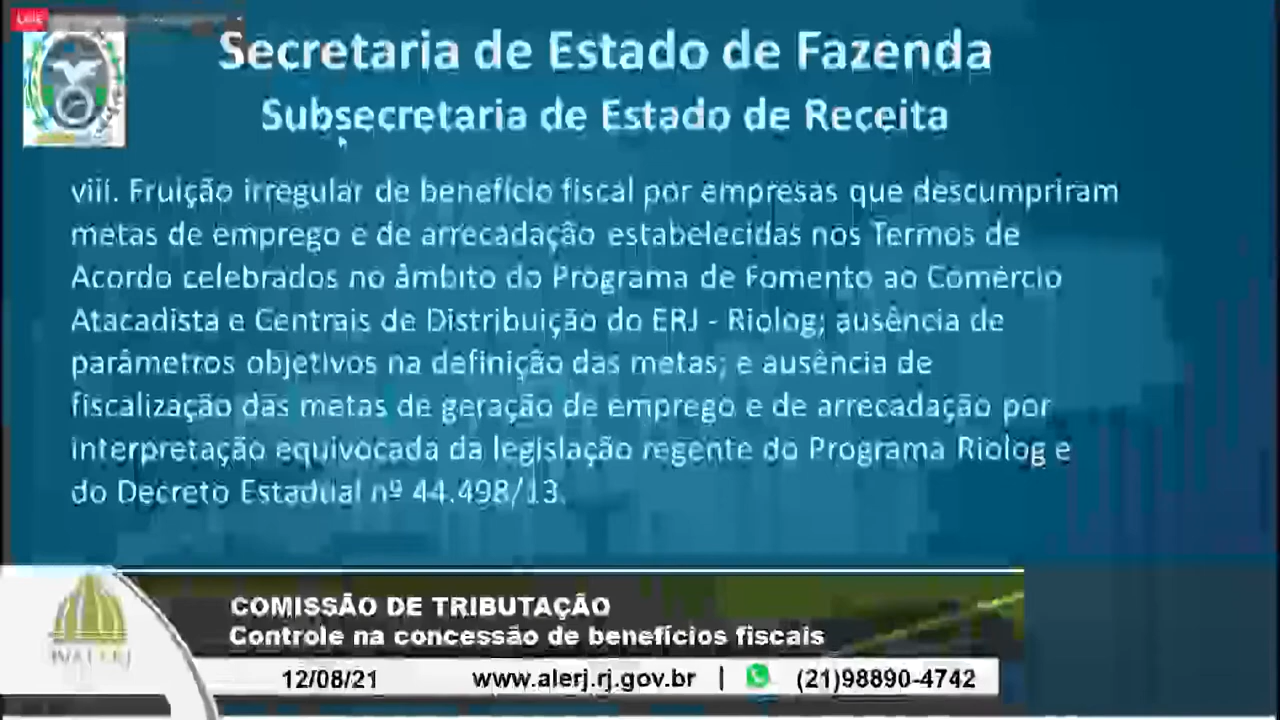 Secretaria de Estado de Fazenda
Subsecretaria de Estado de Receita
viii. Fruição irregular de benefício fiscal por empresas que descumpriram
metas de emprego e de arrecadação estabelecidas nos Termos de
Acordo celebrados no âmbito do Programa de Fomento ao Comércio
Atacadista e Centrais de Distribuição do ERJ - Riolog; ausência de
parâmetros objetivos na definição das metas; e ausência de
fiscalização das metas de geração de emprego e de arrecadação por
interpretação equivocada da legislação regente do Programa Riolog e
do Decreto Estadual nº 44.498/13.
COMISSÃO DE TRIBUTAÇÃO
Controle na concessão de benefícios fiscais
12/08/21 www.alerj.rj.gov.br | (21)98890-4742